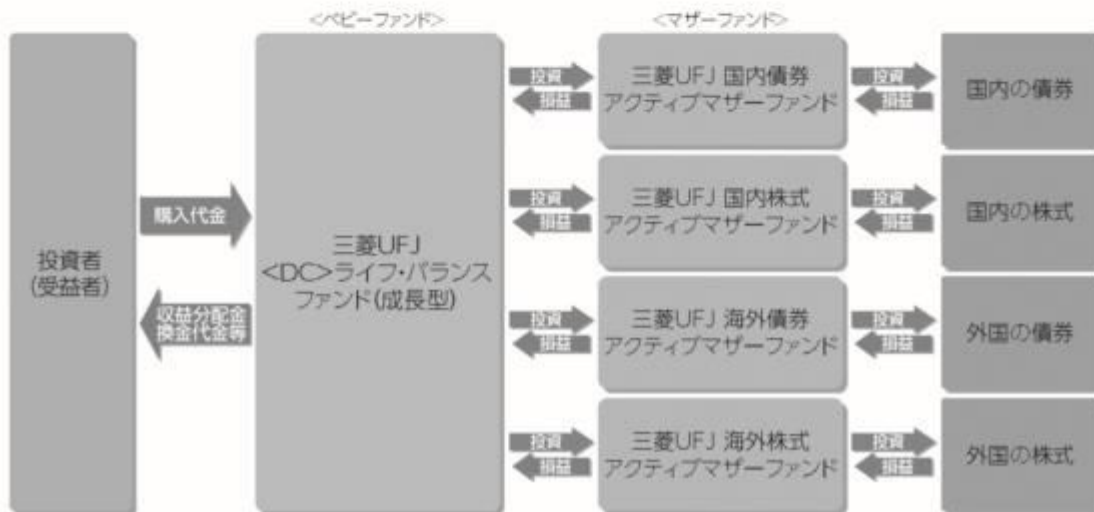 <ベビーファンド>
<マザーファンド>
投資者
(受益者)
購入代金
収益分配金
換金代金等
三菱UFJ
<DC>ライフ・バランス
ファンド(成長型)
投資
損益
三菱UFJ 国内債券
アクティブマザーファンド
投資
損益
国内の債券
投資
損益
三菱UFJ 国内株式
アクティブマザーファンド
投資
損益
国内の株式
投資
損益
三菱UFJ 海外債券
アクティブマザーファンド
投資
損益
外国の債券
投資
損益
三菱UFJ 海外株式
アクティブマザーファンド
投資
損益
外国の株式